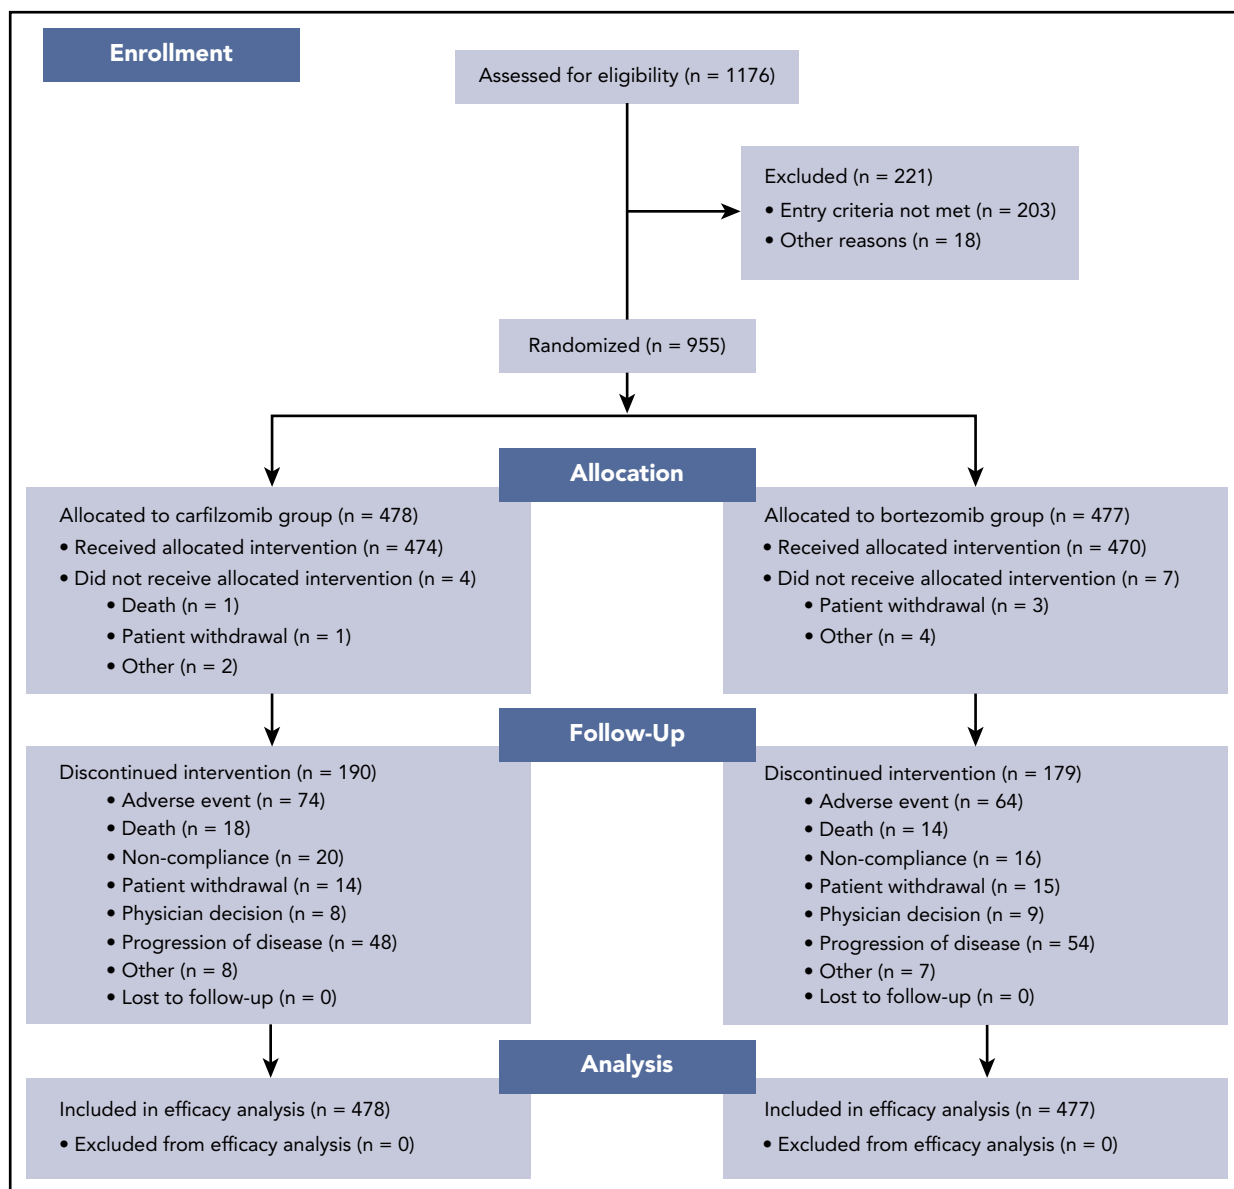 Enrollment
Assessed for eligibility (n = 1176)
Excluded (n = 221)
• Entry criteria not met (n = 203)
• Other reasons (n = 18)
Randomized (n = 955)
Allocation
Allocated to carfilzomib group (n = 478)
• Received allocated intervention (n = 474)
• Did not receive allocated intervention (n = 4)
• Death (n = 1)
• Patient withdrawal (n = 1)
• Other (n = 2)
Allocated to bortezomib group (n = 477)
• Received allocated intervention (n = 470)
• Did not receive allocated intervention (n = 7)
• Patient withdrawal (n = 3)
• Other (n = 4)
Follow-Up
Discontinued intervention (n = 190)
• Adverse event (n = 74)
• Death (n = 18)
• Non-compliance (n = 20)
• Patient withdrawal (n = 14)
• Physician decision (n = 8)
• Progression of disease (n = 48)
• Other (n = 8)
• Lost to follow-up (n = 0)
Discontinued intervention (n = 179)
• Adverse event (n = 64)
• Death (n = 14)
• Non-compliance (n = 16)
• Patient withdrawal (n = 15)
• Physician decision (n = 9)
• Progression of disease (n = 54)
• Other (n = 7)
• Lost to follow-up (n = 0)
Analysis
Included in efficacy analysis (n = 478)
• Excluded from efficacy analysis (n = 0)
Included in efficacy analysis (n = 477)
• Excluded from efficacy analysis (n = 0)